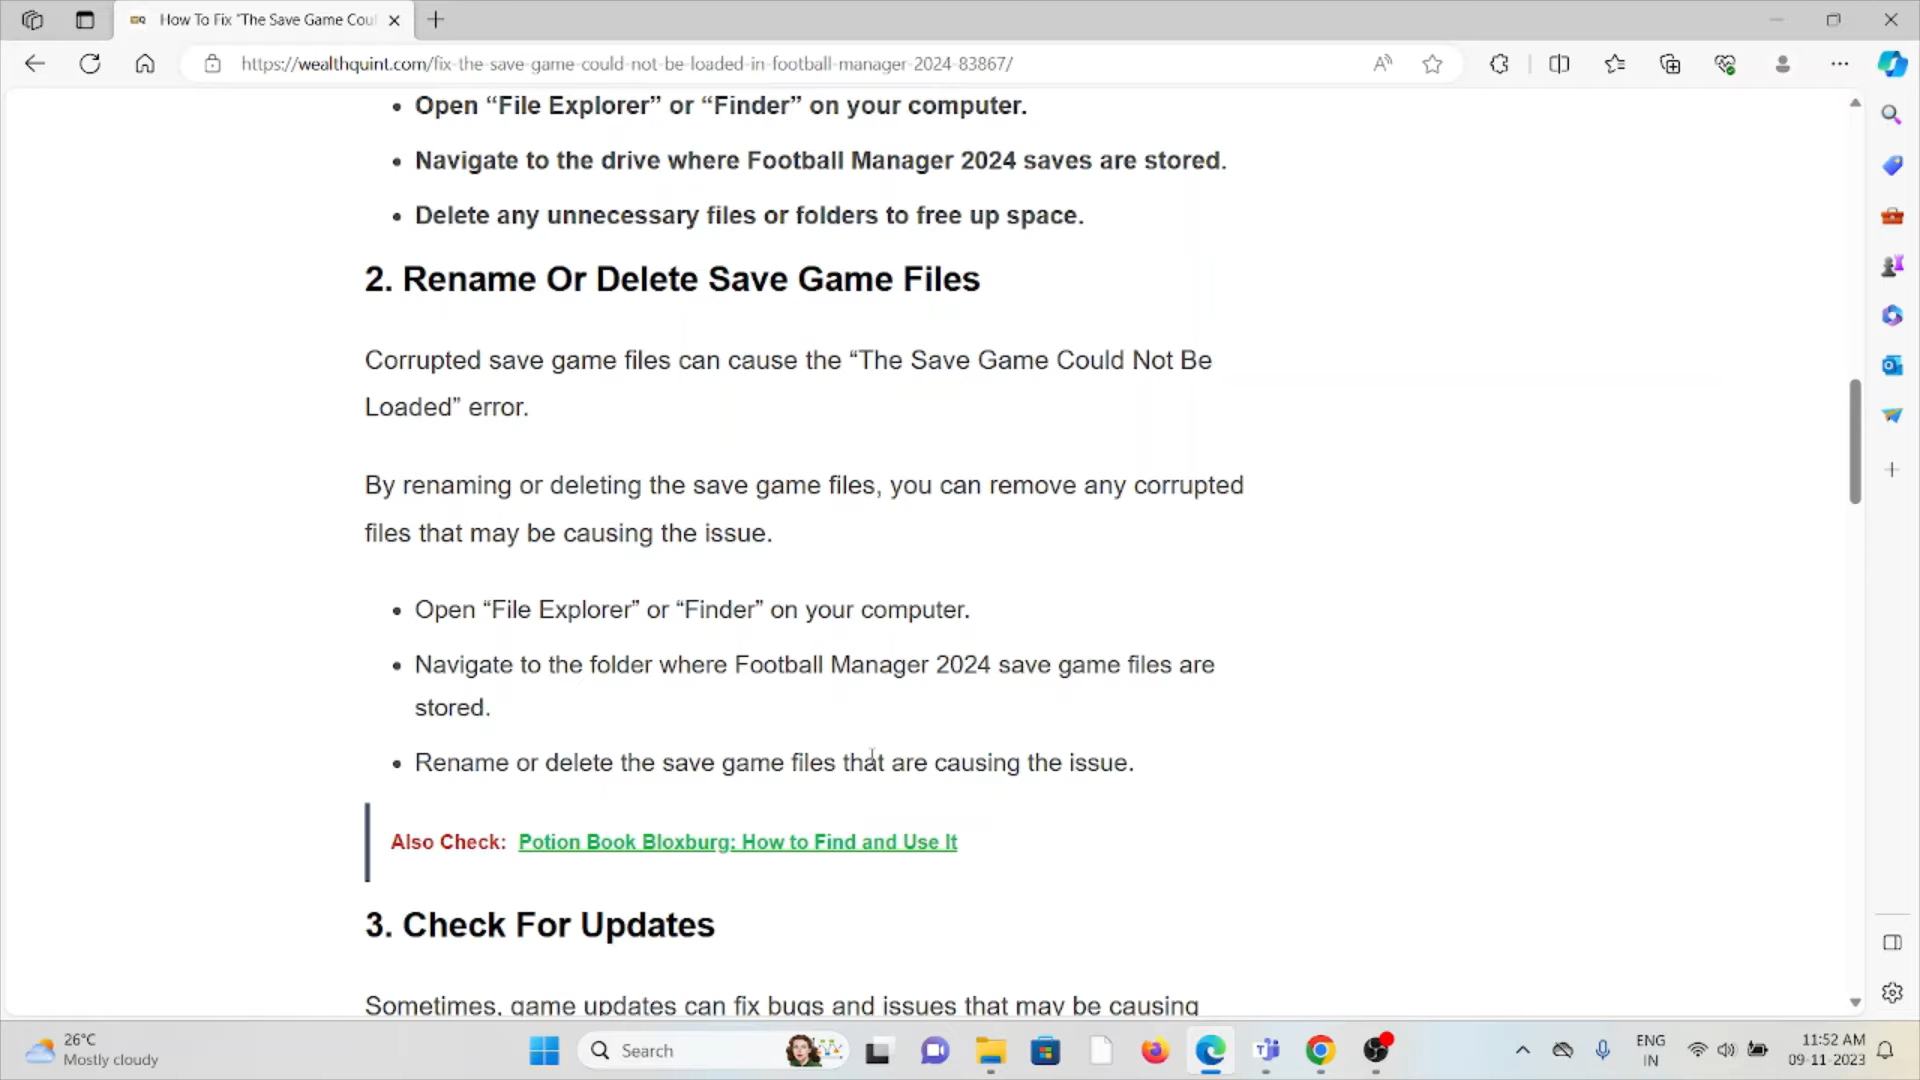 How To Fix "The Save Game Coul
https://wealthquint.com/fix-the-save-game-could-not-be-loaded-in-football-manager-2024-83867/
• Open “File Explorer” or “Finder” on your computer.
• Navigate to the drive where Football Manager 2024 saves are stored.
• Delete any unnecessary files or folders to free up space.
2. Rename Or Delete Save Game Files
Corrupted save game files can cause the “The Save Game Could Not Be
Loaded” error.
By renaming or deleting the save game files, you can remove any corrupted
files that may be causing the issue.
• Open “File Explorer” or “Finder” on your computer.
• Navigate to the folder where Football Manager 2024 save game files are
stored.
• Rename or delete the save game files that are causing the issue.
Also Check: Potion Book Bloxburg: How to Find and Use It
3. Check For Updates
Sometimes, game updates can fix bugs and issues that may be causing
26°C
Mostly cloudy
Search
ENG
IN
11:52 AM
09-11-2023